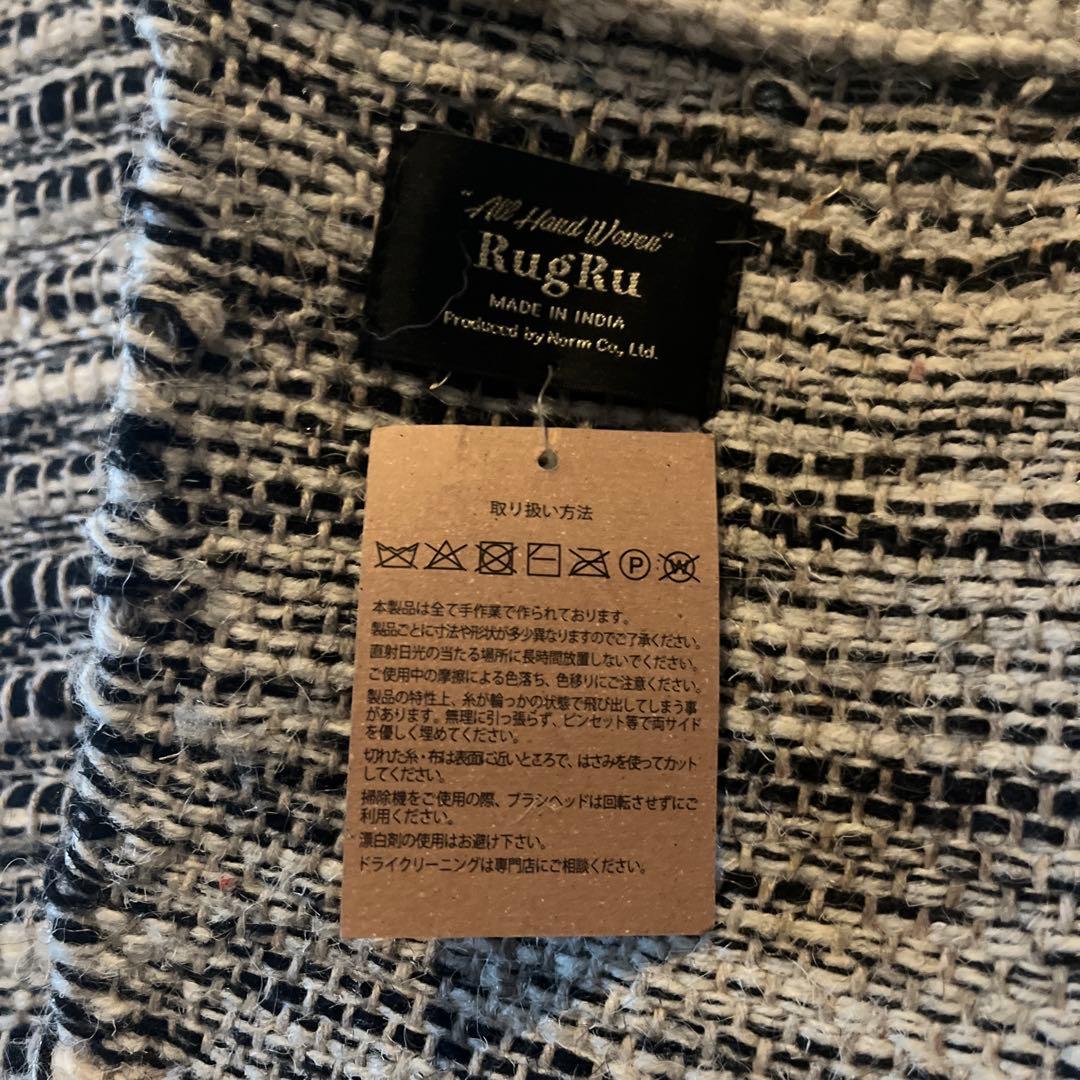 "All Hand Woven"
RugRu
MADE IN INDIA
Produced by Norm Co., Ltd.
取り扱い方法
P W
本製品は全て手作業で作られております。
製品ごとに寸法や形状が多少異なりますのでご了承ください。
直射日光の当たる場所に長時間放置しないでください。
ご使用中の摩擦による色落ち、色移りにご注意ください。
製品の特性上、糸が輪っかの状態で飛び出してしまう事
があります。無理に引っ張らず、ピンセット等で両サイド
を優しく埋めてください。
切れた糸・布は表面に近いところで、はさみを使ってカット
してください。
掃除機をご使用の際、ブラシヘッドは回転させずにご
利用ください。
漂白剤の使用はお避け下さい。
ドライクリーニングは専門店にご相談ください。